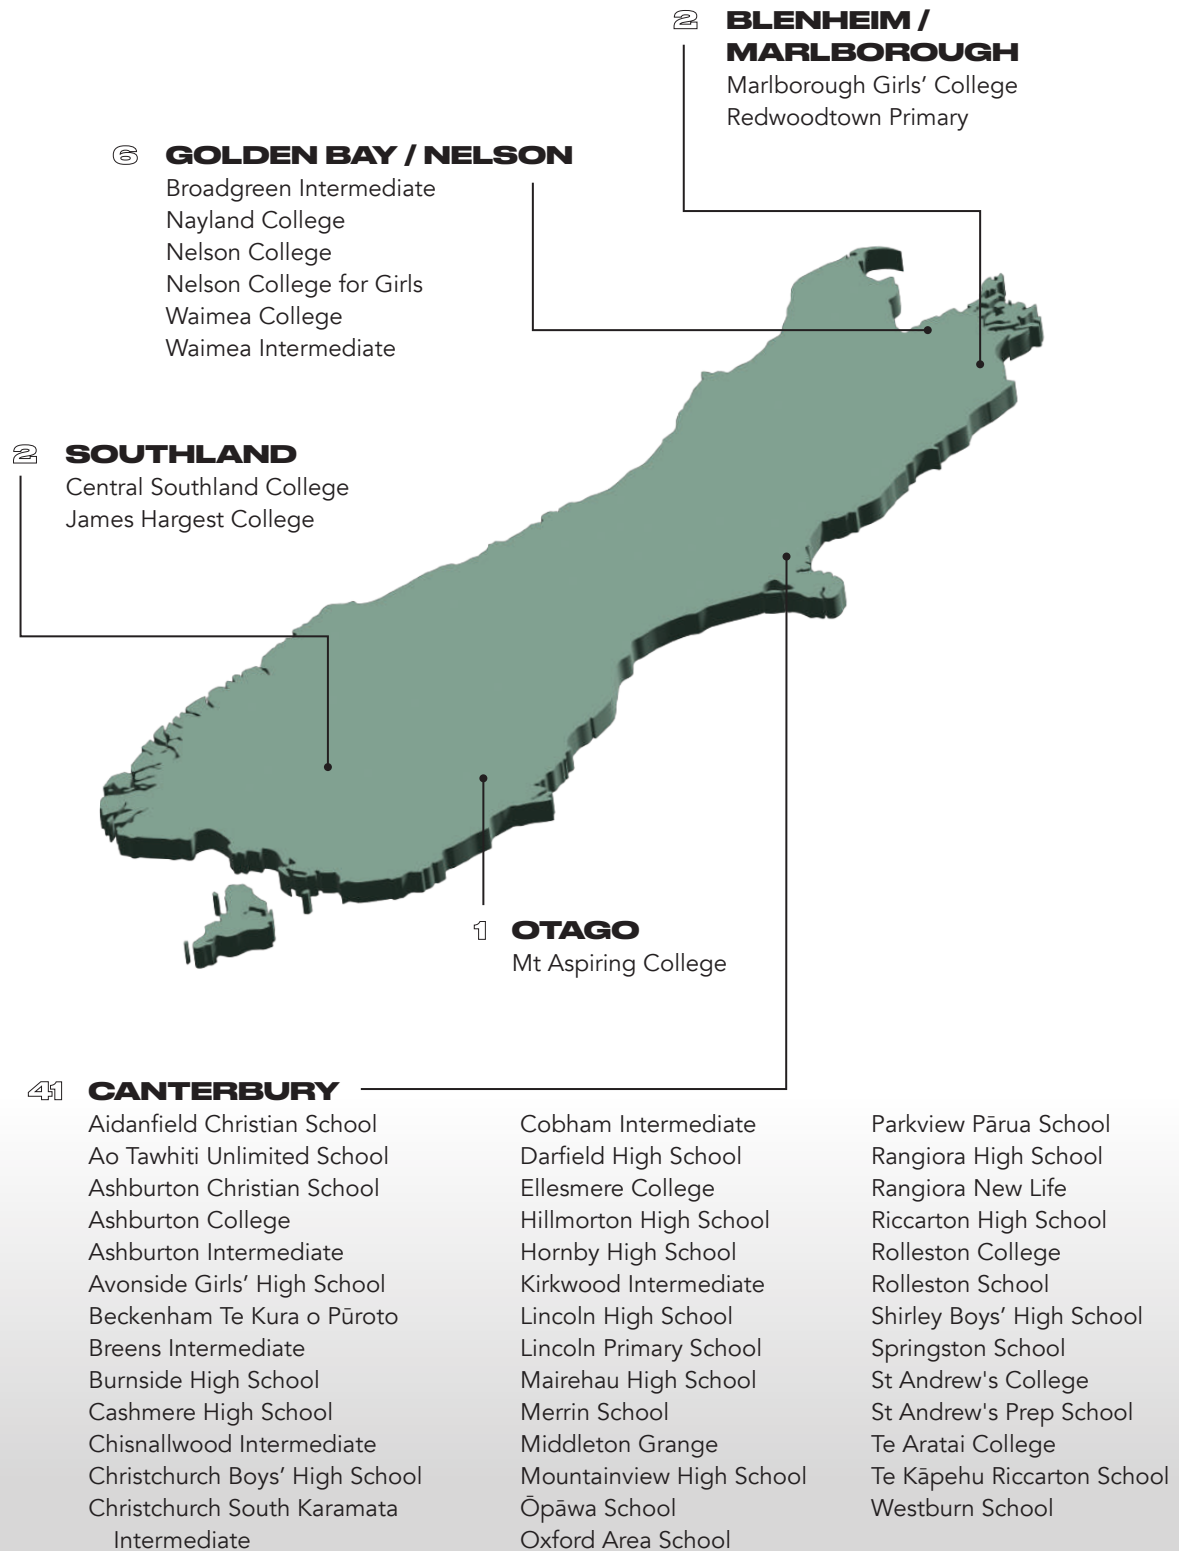 2 BLENHEIM /
MARLBOROUGH
Marlborough Girls’ College
Redwoodtown Primary
6 GOLDEN BAY / NELSON
Broadgreen Intermediate
Nayland College
Nelson College
Nelson College for Girls
Waimea College
Waimea Intermediate
2 SOUTHLAND
Central Southland College
James Hargest College
1 OTAGO
Mt Aspiring College
41 CANTERBURY
Aidanfield Christian School
Ao Tawhiti Unlimited School
Ashburton Christian School
Ashburton College
Ashburton Intermediate
Avonside Girls’ High School
Beckenham Te Kura o Pūroto
Breens Intermediate
Burnside High School
Cashmere High School
Chisnallwood Intermediate
Christchurch Boys’ High School
Christchurch South Karamata
Intermediate
Cobham Intermediate
Darfield High School
Ellesmere College
Hillmorton High School
Hornby High School
Kirkwood Intermediate
Lincoln High School
Lincoln Primary School
Mairehau High School
Merrin School
Middleton Grange
Mountainview High School
Ōpāwa School
Oxford Area School
Parkview Pārua School
Rangiora High School
Rangiora New Life
Riccarton High School
Rolleston College
Rolleston School
Shirley Boys’ High School
Springston School
St Andrew's College
St Andrew's Prep School
Te Aratai College
Te Kāpehu Riccarton School
Westburn School